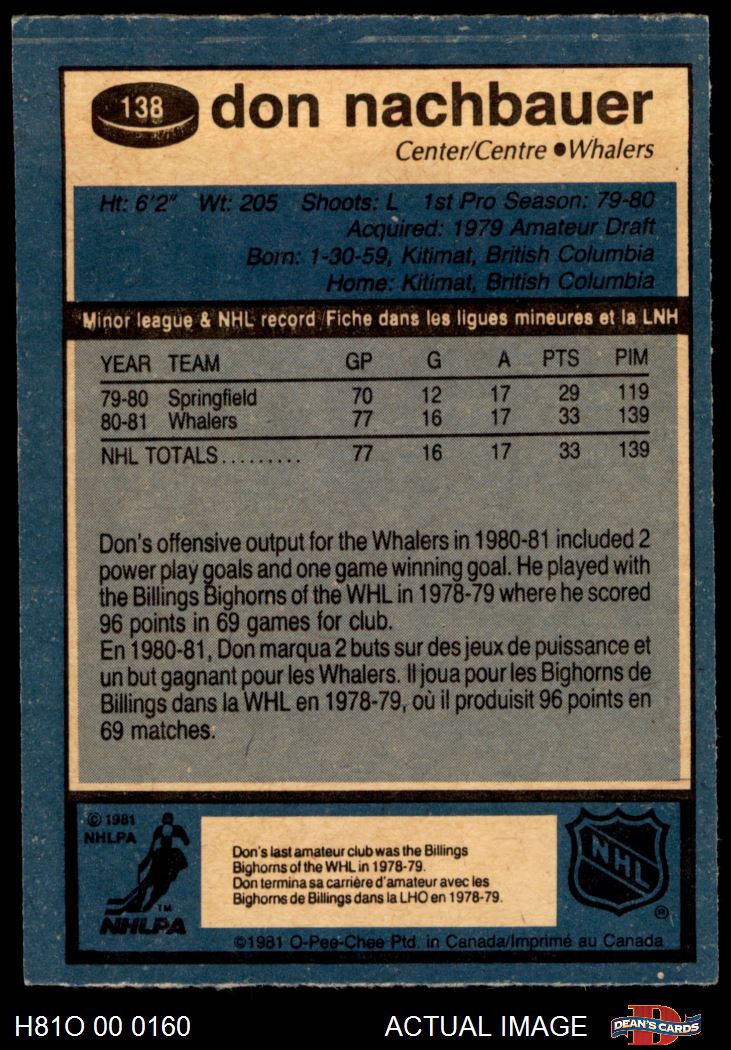 138 don nachbauer
Center/Centre • Whalers
Ht: 6'2" Wt: 205 Shoots: L 1st Pro Season: 79-80
Acquired: 1979 Amateur Draft
Born: 1-30-59, Kitimat, British Columbia
Home: Kitimat, British Columbia
Minor league & NHL record/Fiche dans les ligues mineures et la LNH
YEAR TEAM GP G A PTS PIM
79-80 Springfield 70 12 17 29 119
80-81 Whalers 77 16 17 33 139
NHL TOTALS......... 77 16 17 33 139
Don's offensive output for the Whalers in 1980-81 included 2
power play goals and one game winning goal. He played with
the Billings Bighorns of the WHL in 1978-79 where he scored
96 points in 69 games for club.
En 1980-81, Don marqua 2 buts sur des jeux de puissance et
un but gagnant pour les Whalers. Il joua pour les Bighorns de
Billings dans la WHL en 1978-79, où il produisit 96 points en
69 matches.
© 1981
NHLPA
TM
NHLPA
Don's last amateur club was the Billings
Bighorns of the WHL in 1978-79.
Don termina sa carrière d'amateur avec les
Bighorns de Billings dans la LHO en 1978-79.
NHL
®
©1981 O-Pee-Chee Ptd. in Canada/Imprimé au Canada
H81O 00 0160 ACTUAL IMAGE
D
DEAN'S CARDS